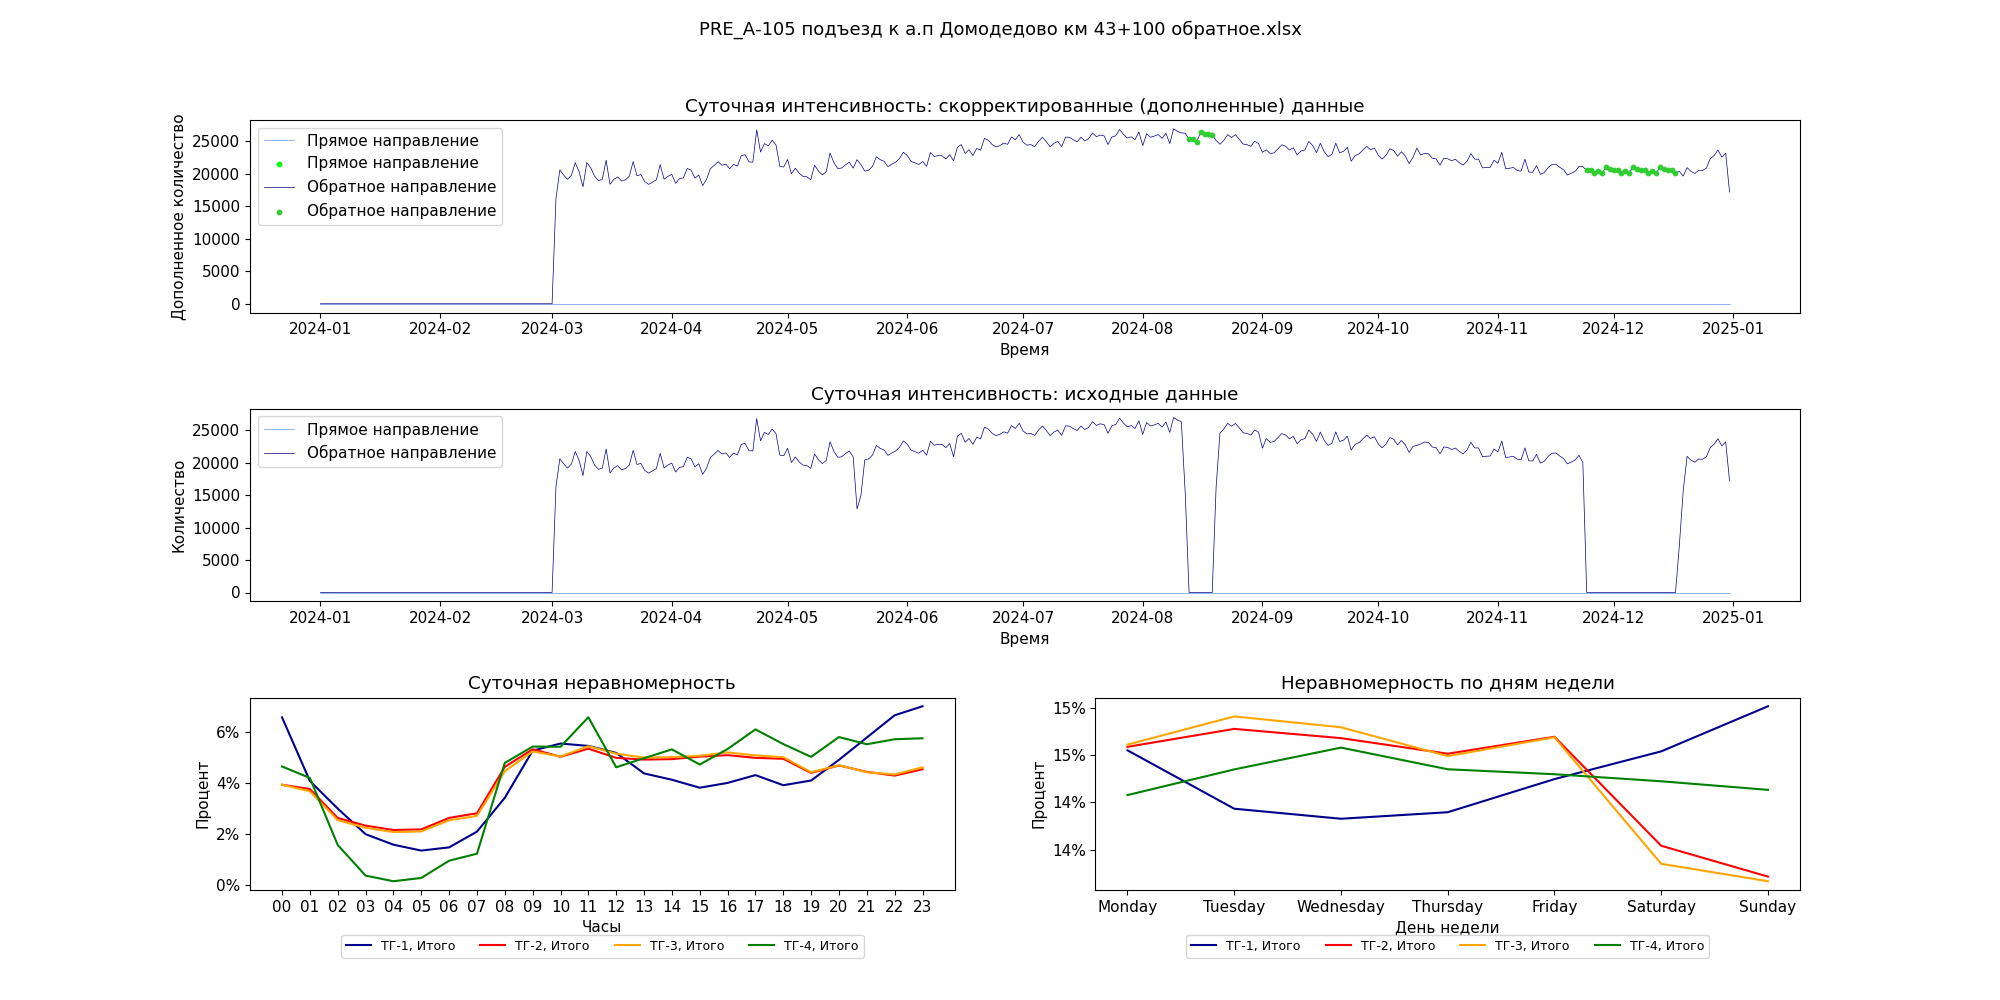 PRE_A-105 подъезд к а.п Домодедово км 43+100 обратное.xlsx
Суточная интенсивность: скорректированные (дополненные) данные
Дополненное количество
25000
20000
15000
10000
5000
0
Прямое направление
Прямое направление
Обратное направление
Обратное направление
2024-01 2024-02 2024-03 2024-04 2024-05 2024-06 2024-07 2024-08 2024-09 2024-10 2024-11 2024-12 2025-01
Время
Суточная интенсивность: исходные данные
Количество
25000
20000
15000
10000
5000
0
Прямое направление
Обратное направление
2024-01 2024-02 2024-03 2024-04 2024-05 2024-06 2024-07 2024-08 2024-09 2024-10 2024-11 2024-12 2025-01
Время
Суточная неравномерность
Процент
6%
4%
2%
0%
00 01 02 03 04 05 06 07 08 09 10 11 12 13 14 15 16 17 18 19 20 21 22 23
Часы
ТГ-1, Итого ТГ-2, Итого ТГ-3, Итого ТГ-4, Итого
Неравномерность по дням недели
Процент
15%
15%
14%
14%
Monday Tuesday Wednesday Thursday Friday Saturday Sunday
День недели
ТГ-1, Итого ТГ-2, Итого ТГ-3, Итого ТГ-4, Итого